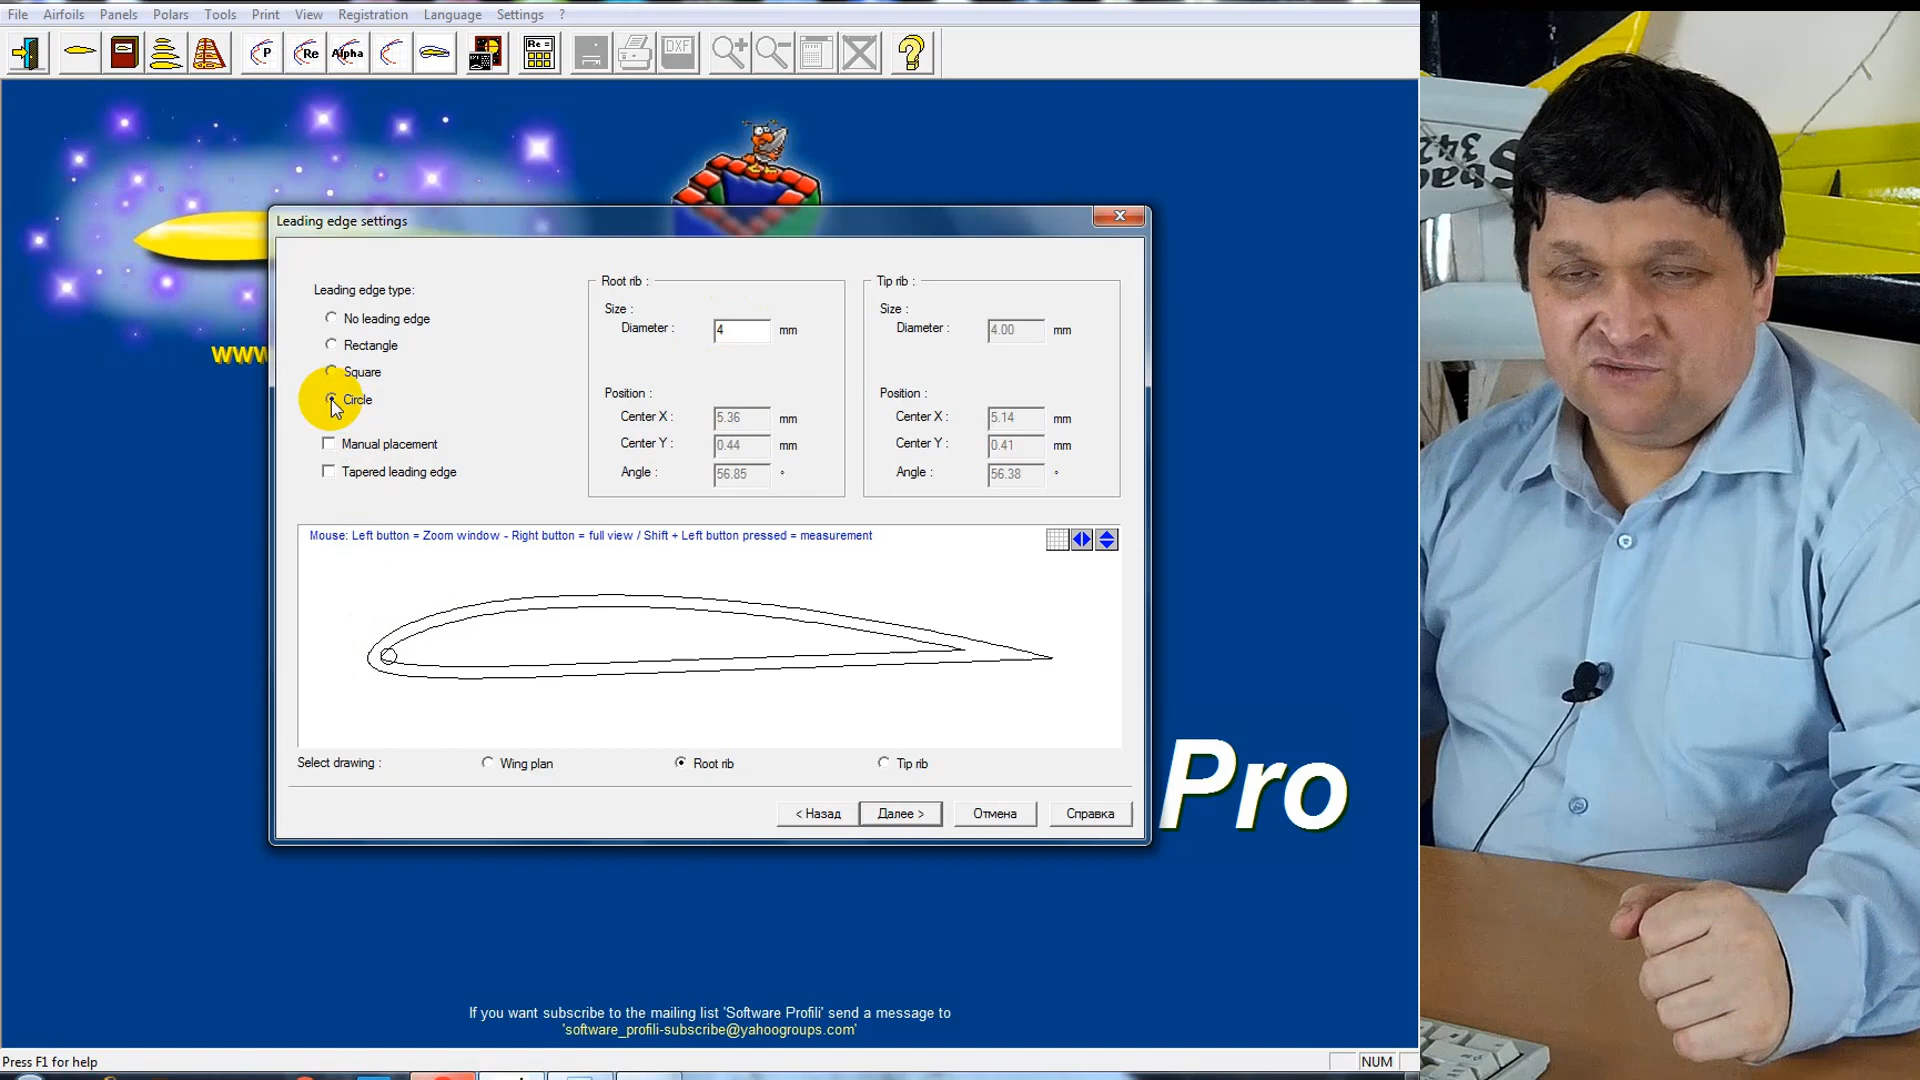 File Airfoils Panels Polars Tools Print View Registration Language Settings ?
P Re Alpha Re = DXF
www
Leading edge settings
Leading edge type:
No leading edge
Rectangle
Square
Circle
Manual placement
Tapered leading edge
Root rib :
Size :
Diameter : 4 mm
Position :
Center X : 5.36 mm
Center Y : 0.44 mm
Angle : 56.85 °
Tip rib :
Size :
Diameter : 4.00 mm
Position :
Center X : 5.14 mm
Center Y : 0.41 mm
Angle : 56.38 °
Mouse: Left button = Zoom window - Right button = full view / Shift + Left button pressed = measurement
Select drawing : Wing plan Root rib Tip rib
< Назад Далее > Отмена Справка
Pro
If you want subscribe to the mailing list 'Software Profili' send a message to
'software_profili-subscribe@yahoogroups.com'
Press F1 for help NUM